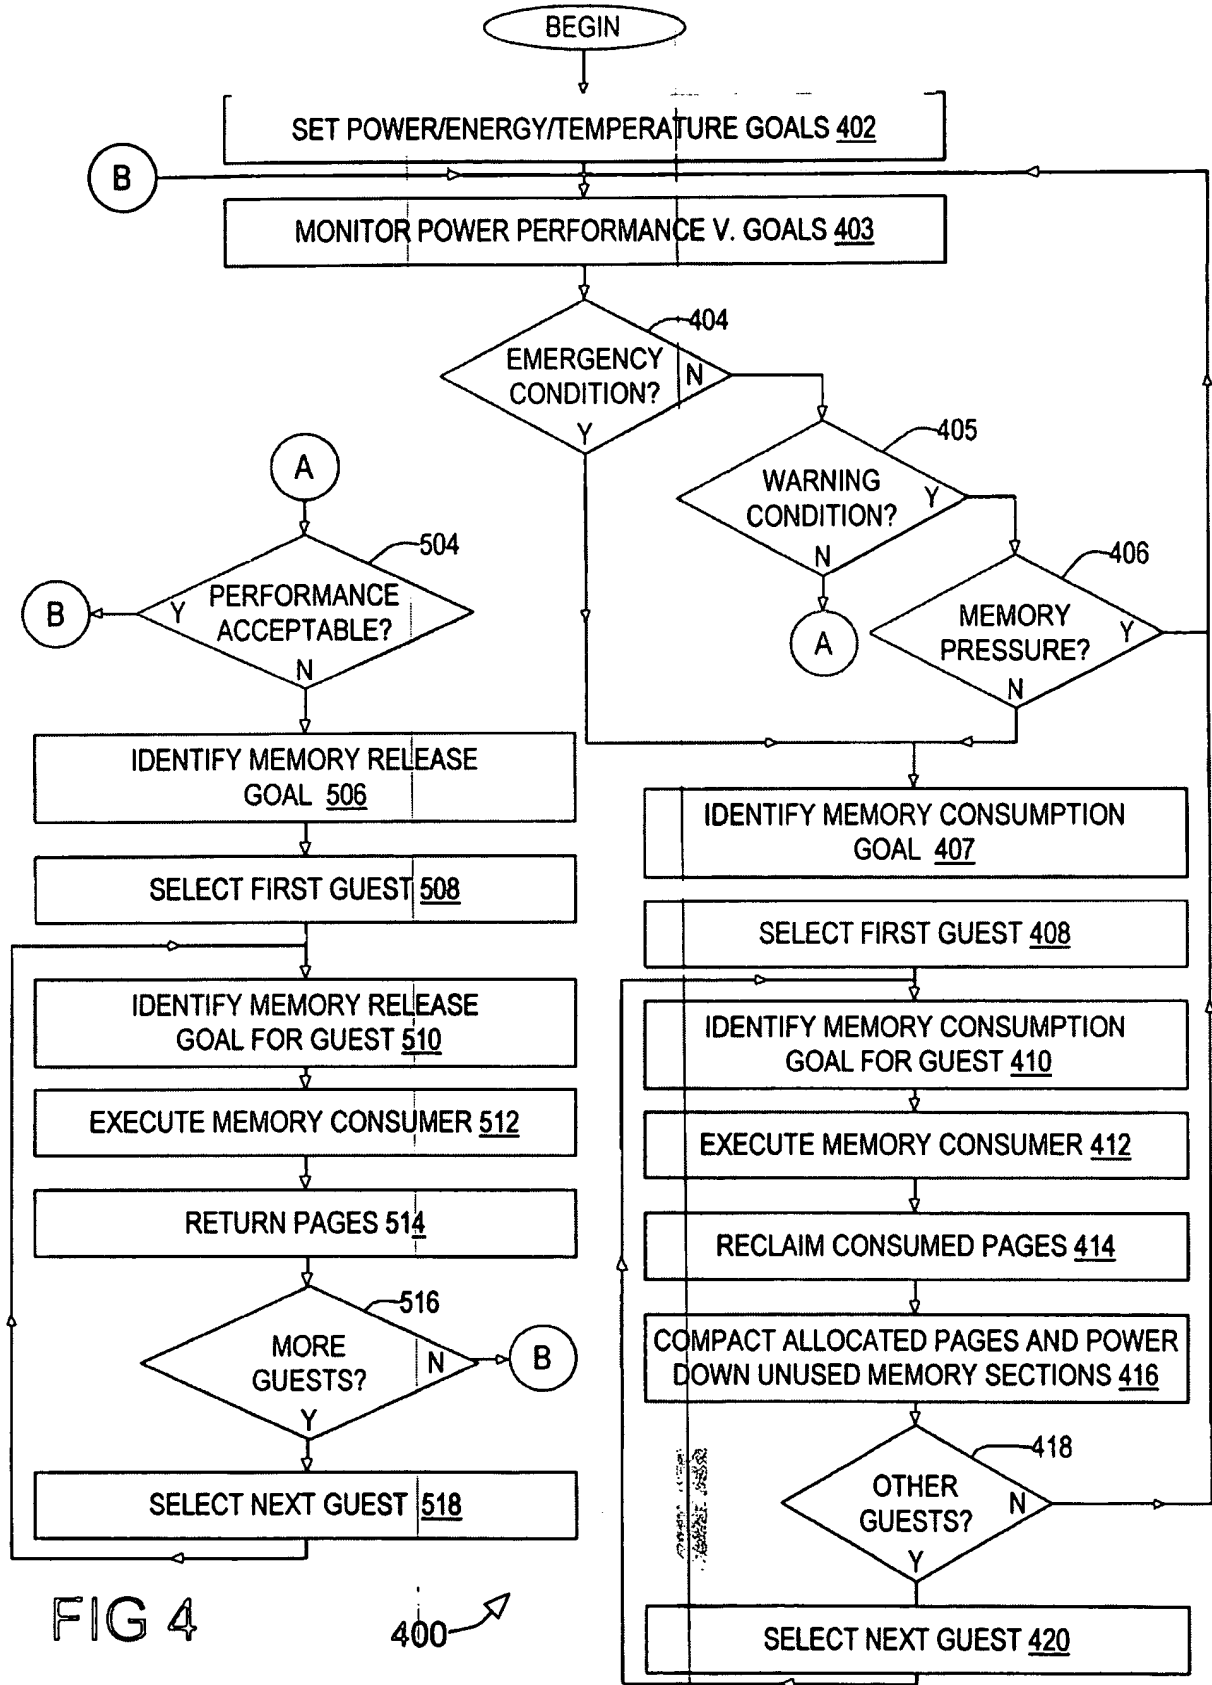 BEGIN
SET POWER/ENERGY/TEMPERATURE GOALS 402
B
MONITOR POWER PERFORMANCE V. GOALS 403
404
EMERGENCY
CONDITION?
N
Y
405
WARNING
CONDITION?
Y
N
A
406
MEMORY
PRESSURE?
Y
N
A
504
PERFORMANCE
ACCEPTABLE?
Y
B
N
IDENTIFY MEMORY RELEASE
GOAL 506
SELECT FIRST GUEST 508
IDENTIFY MEMORY RELEASE
GOAL FOR GUEST 510
EXECUTE MEMORY CONSUMER 512
RETURN PAGES 514
516
MORE
GUESTS?
N
B
Y
SELECT NEXT GUEST 518
IDENTIFY MEMORY CONSUMPTION
GOAL 407
SELECT FIRST GUEST 408
IDENTIFY MEMORY CONSUMPTION
GOAL FOR GUEST 410
EXECUTE MEMORY CONSUMER 412
RECLAIM CONSUMED PAGES 414
COMPACT ALLOCATED PAGES AND POWER
DOWN UNUSED MEMORY SECTIONS 416
418
OTHER
GUESTS?
N
Y
SELECT NEXT GUEST 420
FIG 4
400